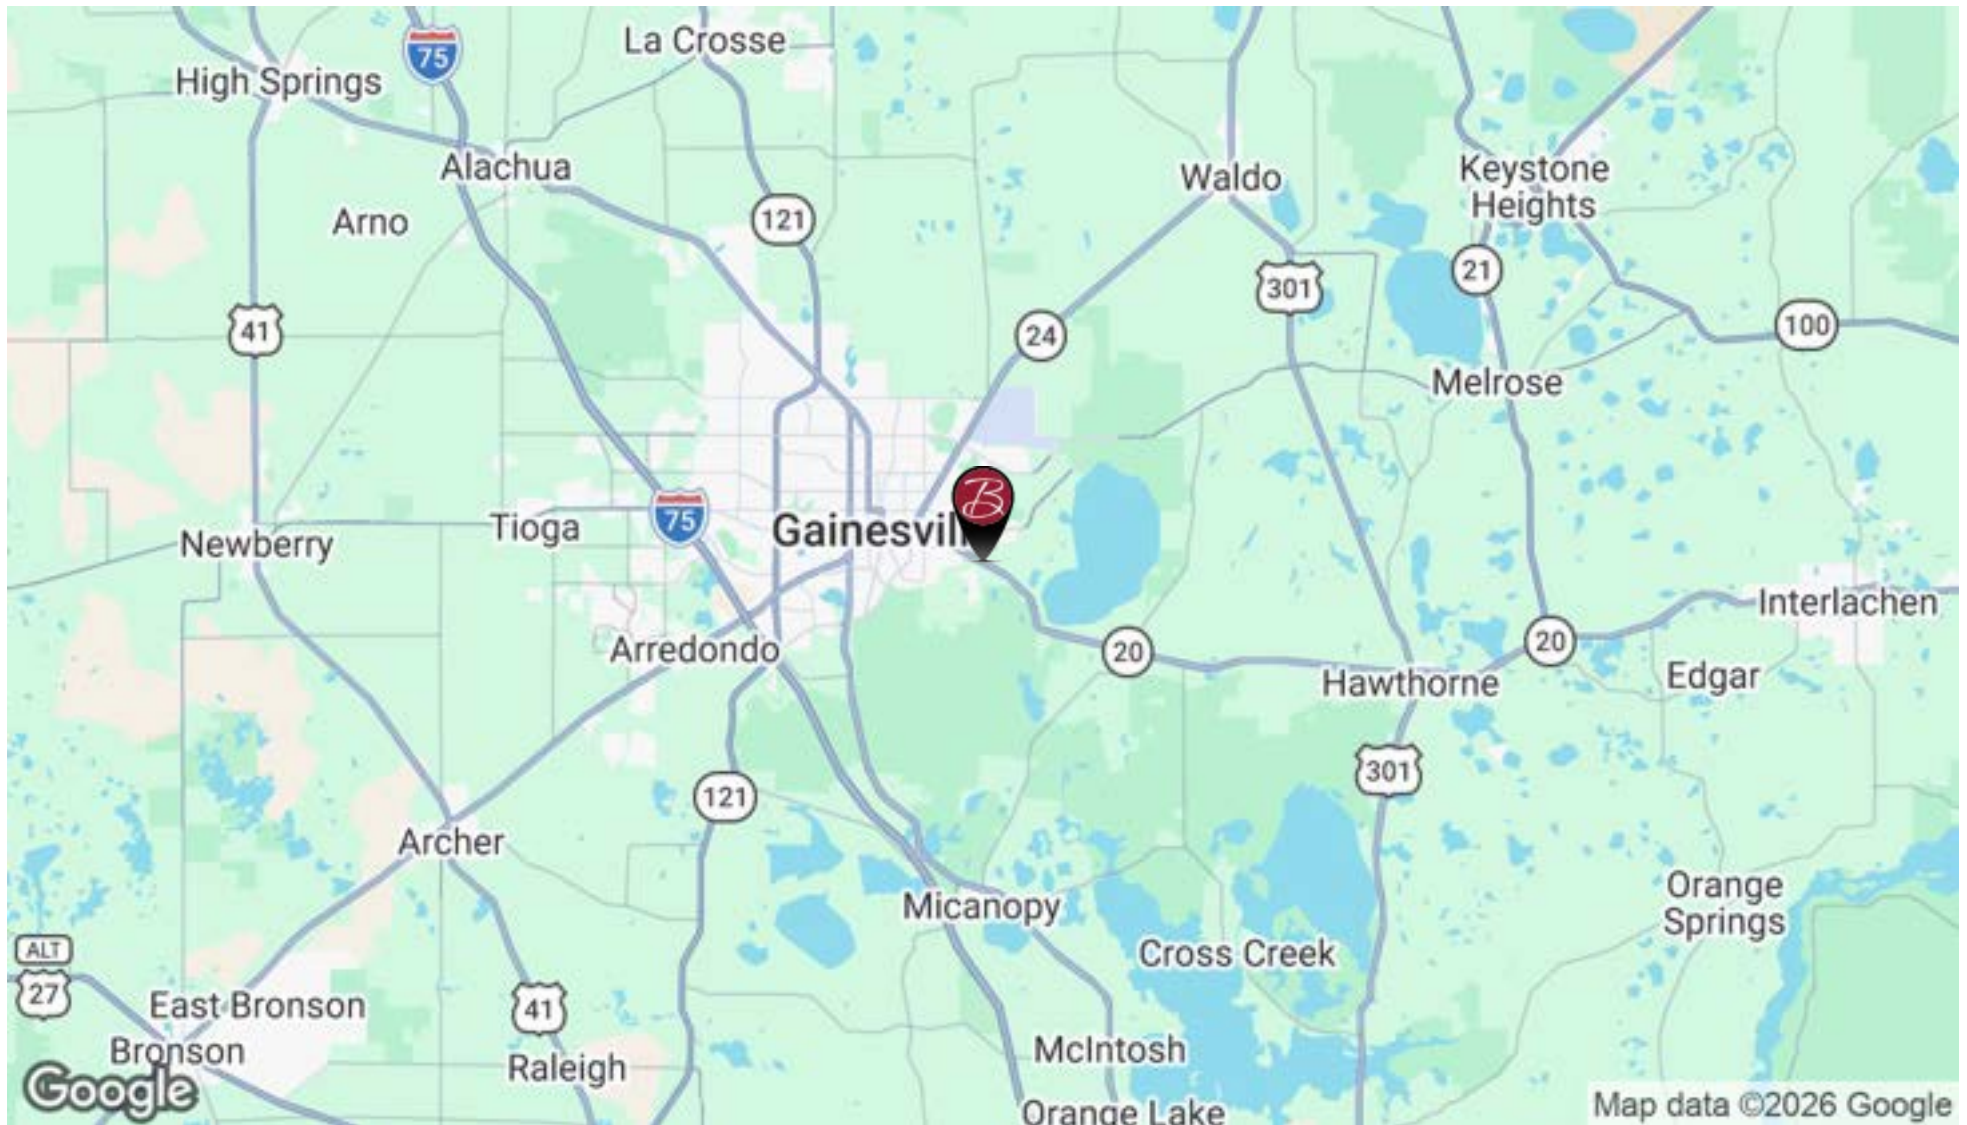 La Crosse
75
High Springs
Alachua
Waldo
Keystone
Heights
Arno
121
21
301
41
24
100
Melrose
B
Newberry
Tioga
75
Gainesvill
Interlachen
Arredondo
20
20
Hawthorne
Edgar
301
121
Archer
Orange
Springs
Micanopy
Cross Creek
ALT
27
East Bronson
41
Bronson
McIntosh
Raleigh
Google
Orange Lake
Map data ©2026 Google